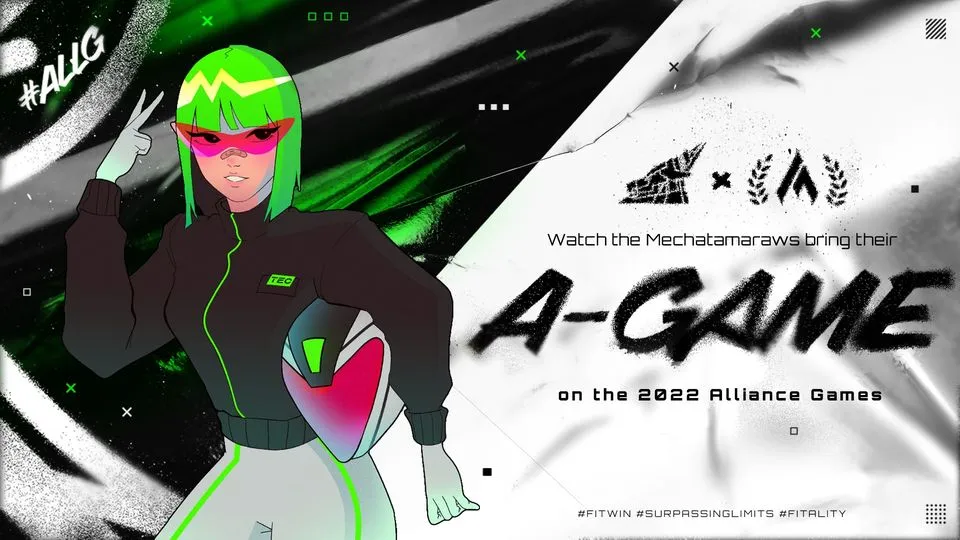 #ALLG
TEC
Watch the Mechatamaraws bring their
A-GAME
on the 2022 Alliance Games
#FITWIN #SURPASSINGLIMITS #FITALITY